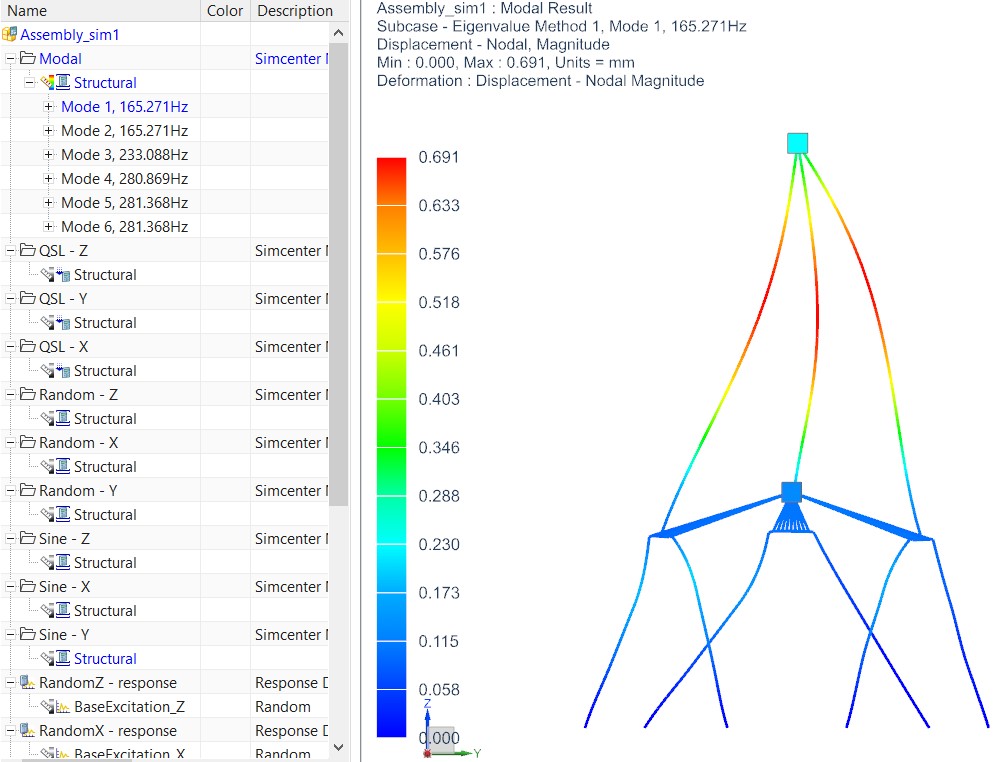 Name Color Description
Assembly_sim1
Modal Simcenter
Structural
Mode 1, 165.271Hz
Mode 2, 165.271Hz
Mode 3, 233.088Hz
Mode 4, 280.869Hz
Mode 5, 281.368Hz
Mode 6, 281.368Hz
QSL - Z Simcenter
Structural
QSL - Y Simcenter
Structural
QSL - X Simcenter
Structural
Random - Z Simcenter
Structural
Random - X Simcenter
Structural
Random - Y Simcenter
Structural
Sine - Z Simcenter
Structural
Sine - X Simcenter
Structural
Sine - Y Simcenter
Structural
RandomZ - response Response
BaseExcitation_Z Random
RandomX - response Response
BaseExcitation_X Random
Assembly_sim1 : Modal Result
Subcase - Eigenvalue Method 1, Mode 1, 165.271Hz
Displacement - Nodal, Magnitude
Min : 0.000, Max : 0.691, Units = mm
Deformation : Displacement - Nodal Magnitude
0.691
0.633
0.576
0.518
0.461
0.403
0.346
0.288
0.230
0.173
0.115
0.058
0.000
Z
Y